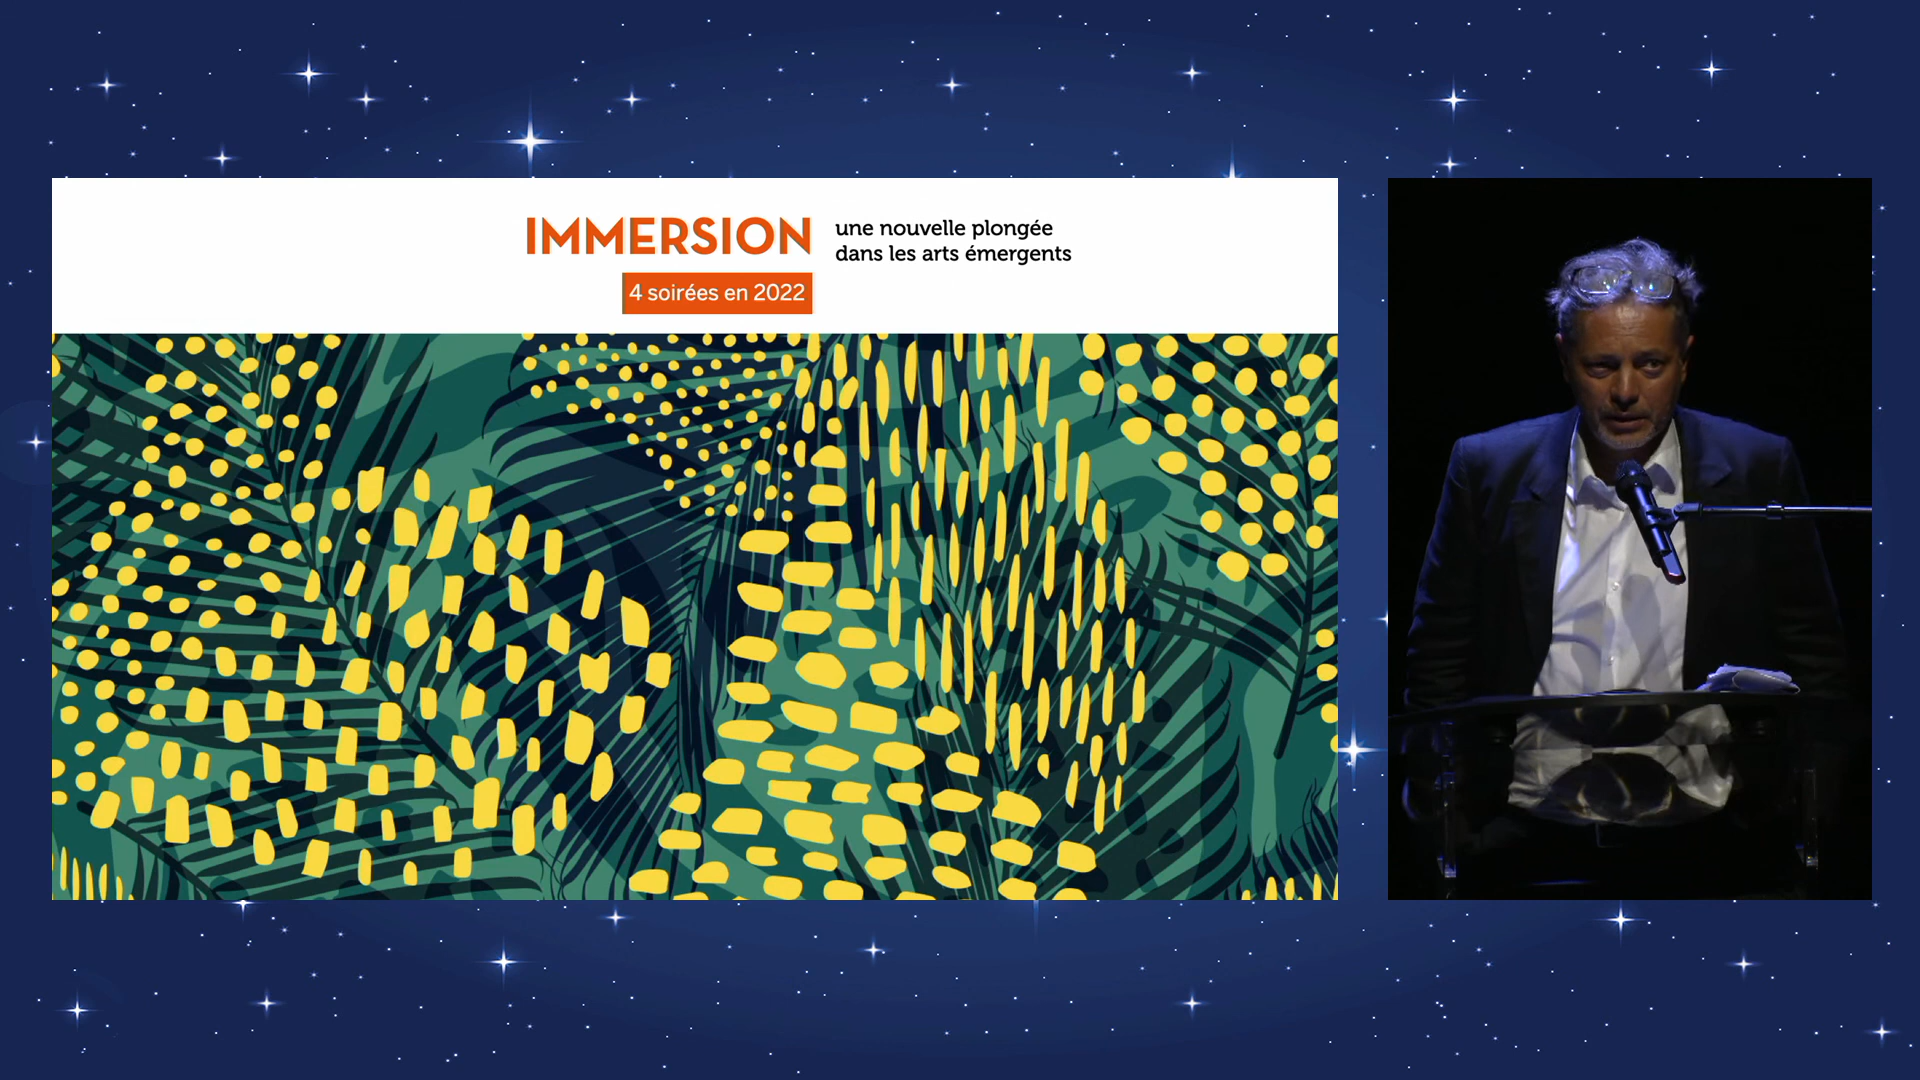 IMMERSION
4 soirées en 2022
une nouvelle plongée
dans les arts émergents